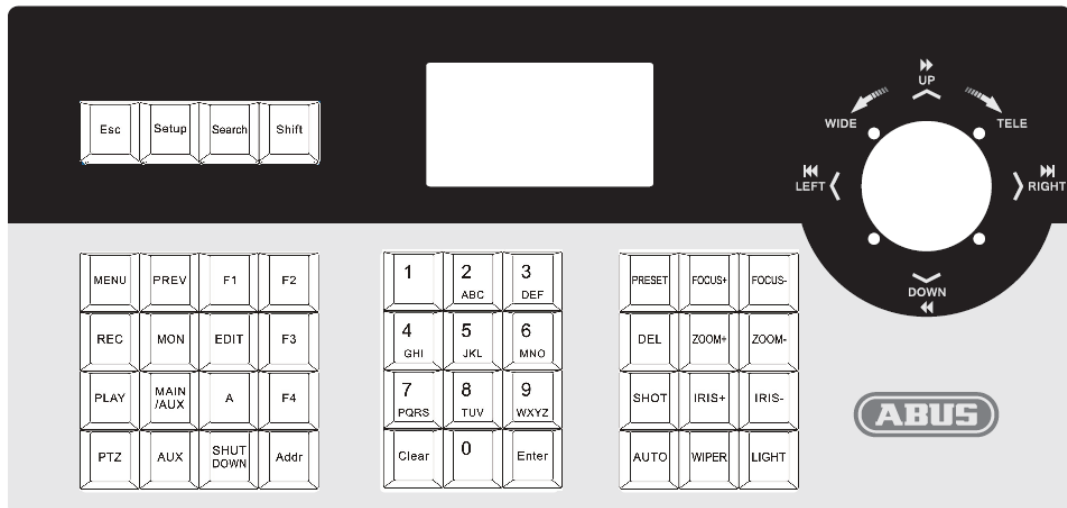 UP
WIDE TELE
Esc Setup Search Shift
LEFT RIGHT
MENU PREV F1 F2
1 2 ABC 3 DEF
PRESET FOCUS+ FOCUS-
DOWN
REC MON EDIT F3
4 GHI 5 JKL 6 MNO
DEL ZOOM+ ZOOM-
PLAY MAIN /AUX A F4
7 PQRS 8 TUV 9 WXYZ
SHOT IRIS+ IRIS-
ABUS
PTZ AUX SHUT DOWN Addr
Clear 0 Enter
AUTO WIPER LIGHT